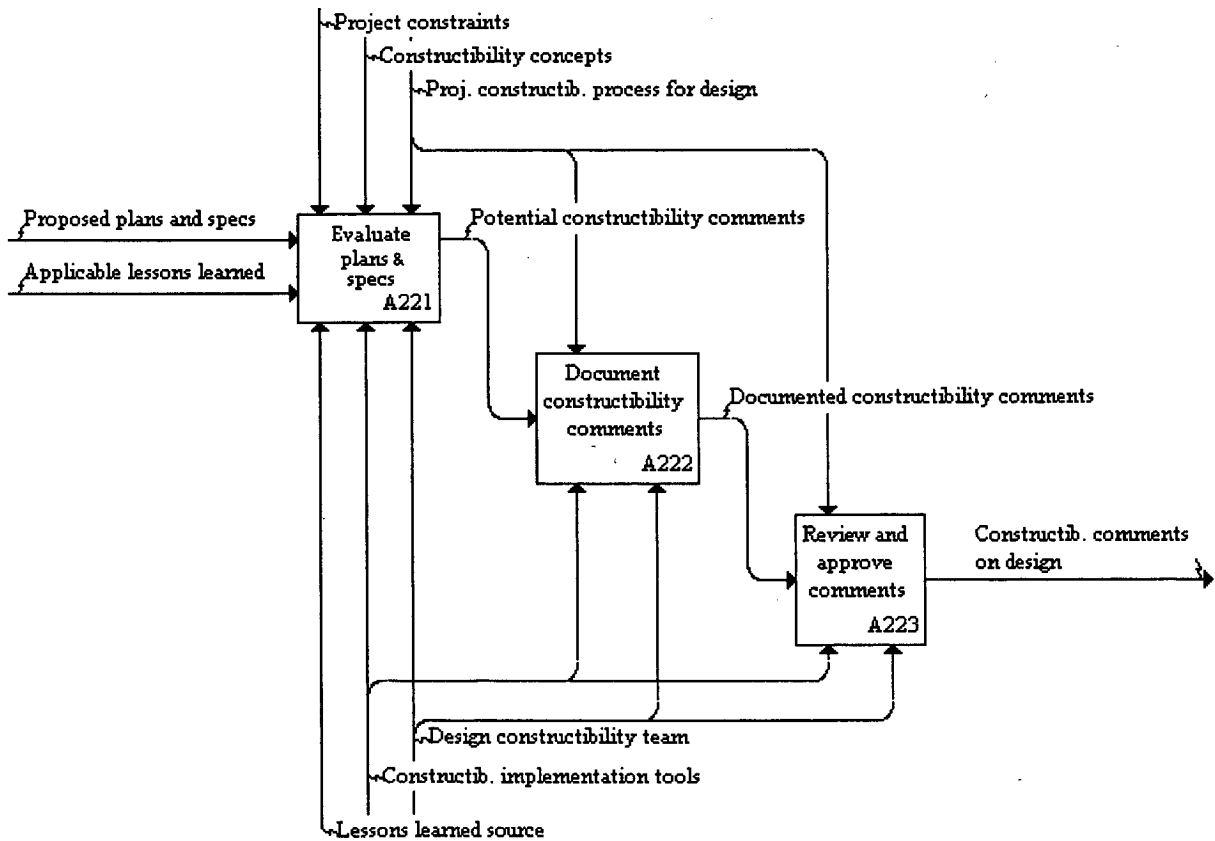 Project constraints
Constructibility concepts
Proj. constructib. process for design
Proposed plans and specs
Potential constructibility comments
Evaluate
plans &
specs
A221
Applicable lessons learned
Document
constructibility
comments
A222
Documented constructibility comments
Review and
approve
comments
A223
Constructib. comments
on design
Design constructibility team
Constructib. implementation tools
Lessons learned source